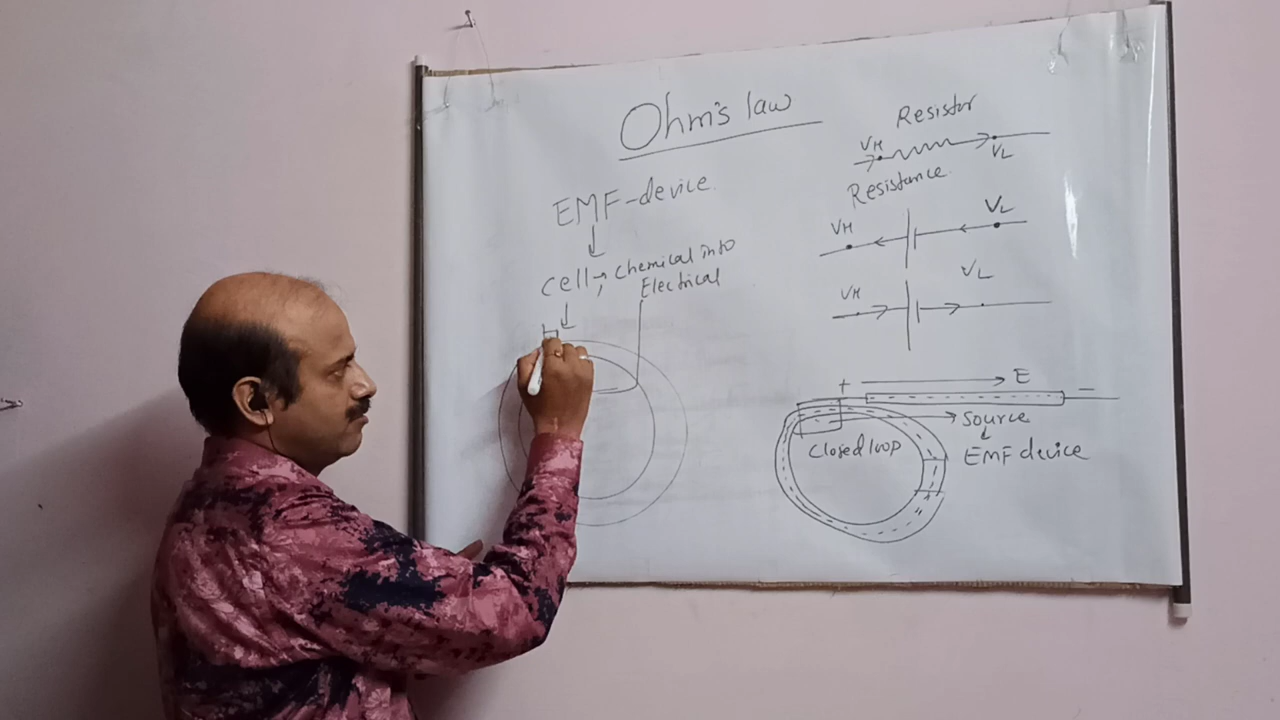 Ohm's law
EMF-device
cell → Chemical into
Electrical
Resistor
VH
VL
Resistance
VH
VL
VH
VL
+ E −
Source
closed loop
EMF device